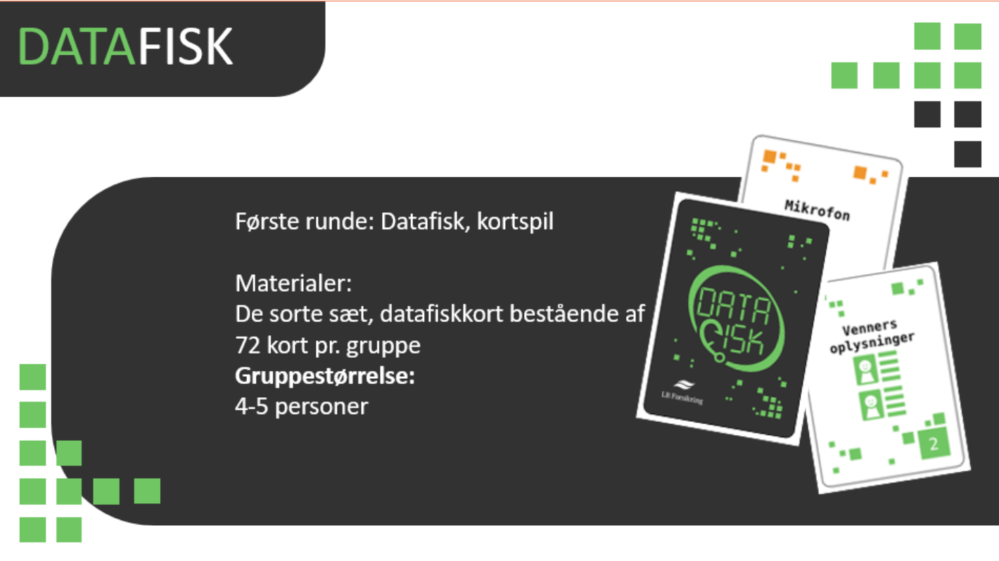 DATAFISK
Første runde: Datafisk, kortspil
Materialer:
De sorte sæt, datafiskkort bestående af
72 kort pr. gruppe
Gruppestørrelse:
4-5 personer
Mikrofon
DATA
FISK
LB Forsikring
Venners
oplysninger
2